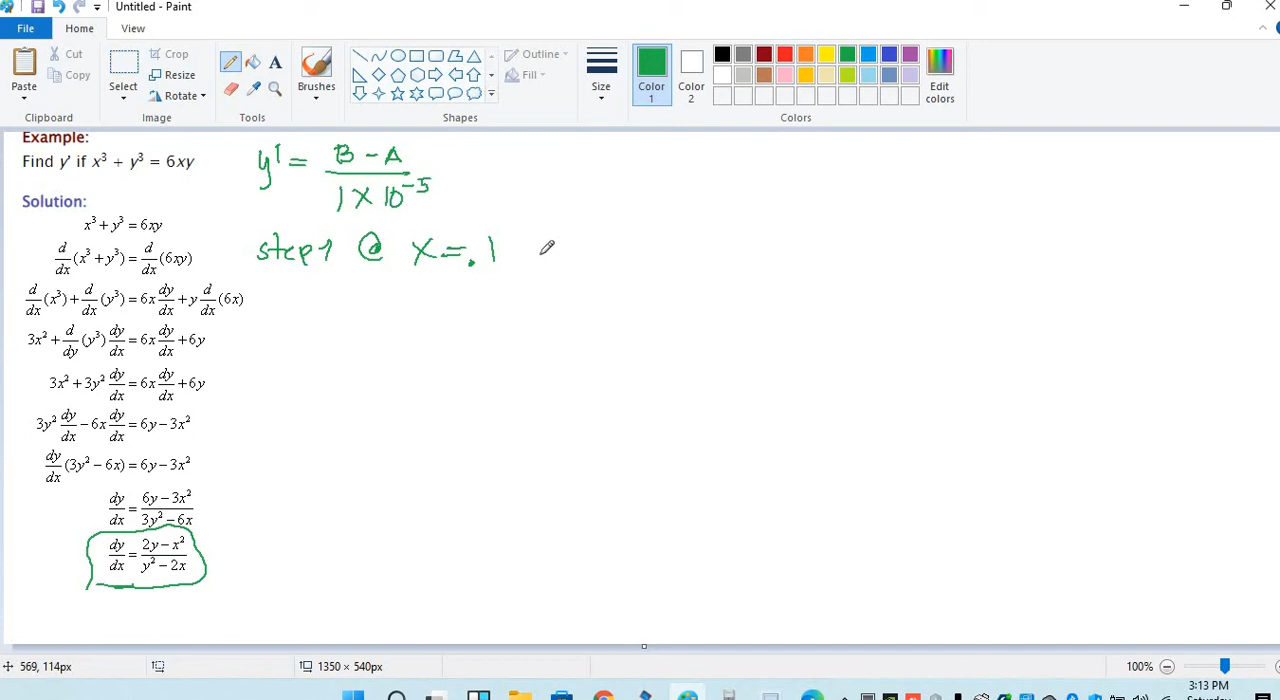 Untitled - Paint
File Home View
Paste
Cut
Copy
Clipboard
Select
Crop
Resize
Rotate
Image
A
Tools
Brushes
Shapes
Outline
Fill
Size
Color 1
Color 2
Edit colors
Colors
Example:
Find y' if x³ + y³ = 6xy
Solution:
x³ + y³ = 6xy
d/dx (x³ + y³) = d/dx (6xy)
d/dx (x³) + d/dx (y³) = 6x dy/dx + y d/dx (6x)
3x² + d/dy (y³) dy/dx = 6x dy/dx + 6y
3x² + 3y² dy/dx = 6x dy/dx + 6y
3y² dy/dx − 6x dy/dx = 6y − 3x²
dy/dx (3y² − 6x) = 6y − 3x²
dy/dx = (6y − 3x²)/(3y² − 6x)
dy/dx = (2y − x²)/(y² − 2x)
y' = (B - A)/(1 X 10⁻⁵)
step 1 @ X = .1
569, 114px
1350 × 540px
100%
3:13 PM
Saturday